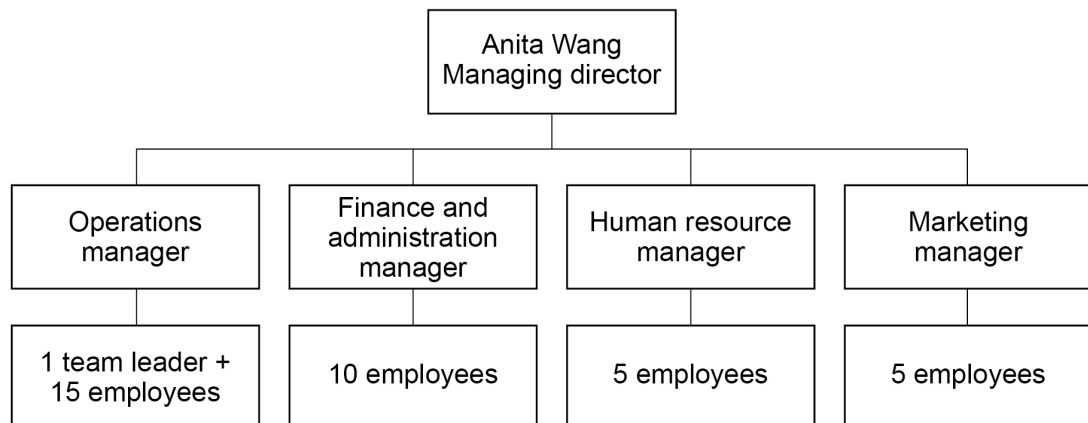 Anita Wang
Managing director
Operations
manager
Finance and
administration
manager
Human resource
manager
Marketing
manager
1 team leader +
15 employees
10 employees
5 employees
5 employees